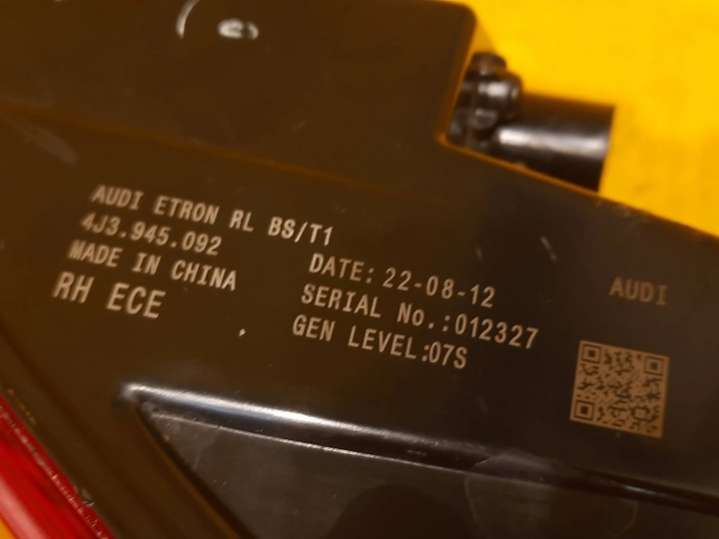 AUDI ETRON RL BS/T1
4J3.945.092
MADE IN CHINA
RH ECE
DATE: 22-08-12
SERIAL No.:012327
GEN LEVEL:07S
AUDI